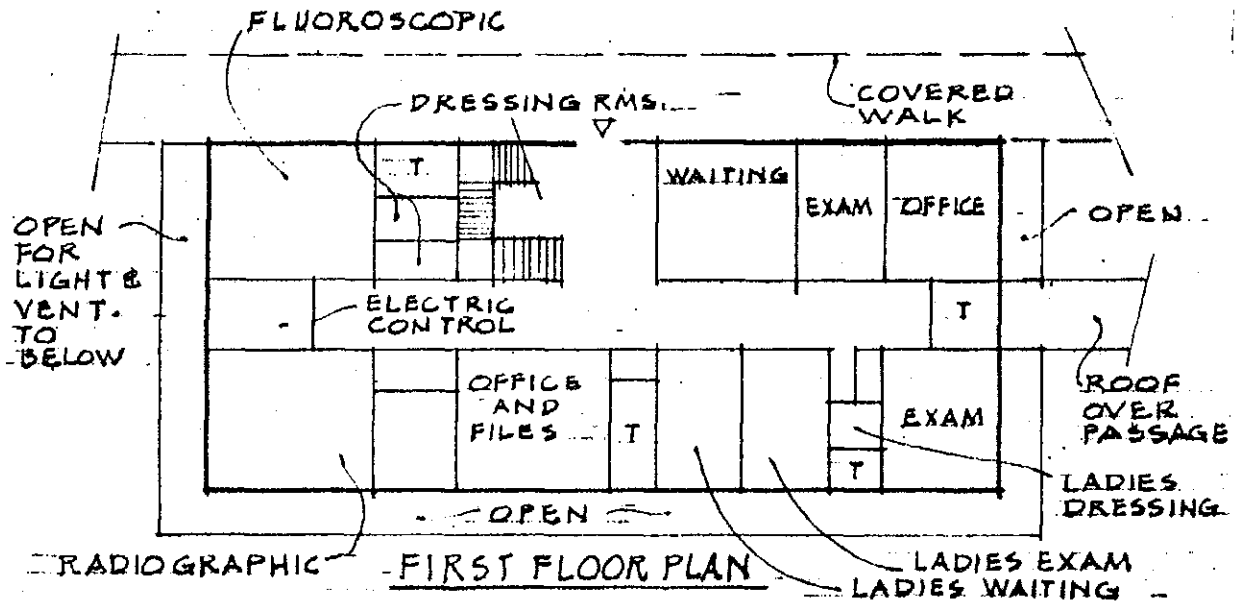 FLUOROSCOPIC
DRESSING RMS.
COVERED
WALK
T
WAITING
EXAM
OFFICE
OPEN
FOR
LIGHT &
VENT.
TO
BELOW
OPEN
ELECTRIC
CONTROL
T
OFFICE
AND
FILES
T
EXAM
T
ROOF
OVER
PASSAGE
LADIES
DRESSING
OPEN
RADIOGRAPHIC
FIRST FLOOR PLAN
LADIES EXAM
LADIES WAITING